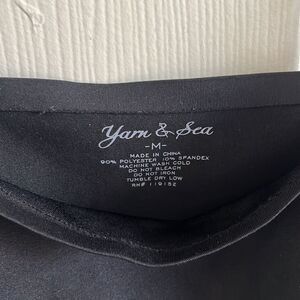 Yarn & Sea
-M-
MADE IN CHINA
90% POLYESTER 10% SPANDEX
MACHINE WASH COLD
DO NOT BLEACH
DO NOT IRON
TUMBLE DRY LOW
RN# 119152